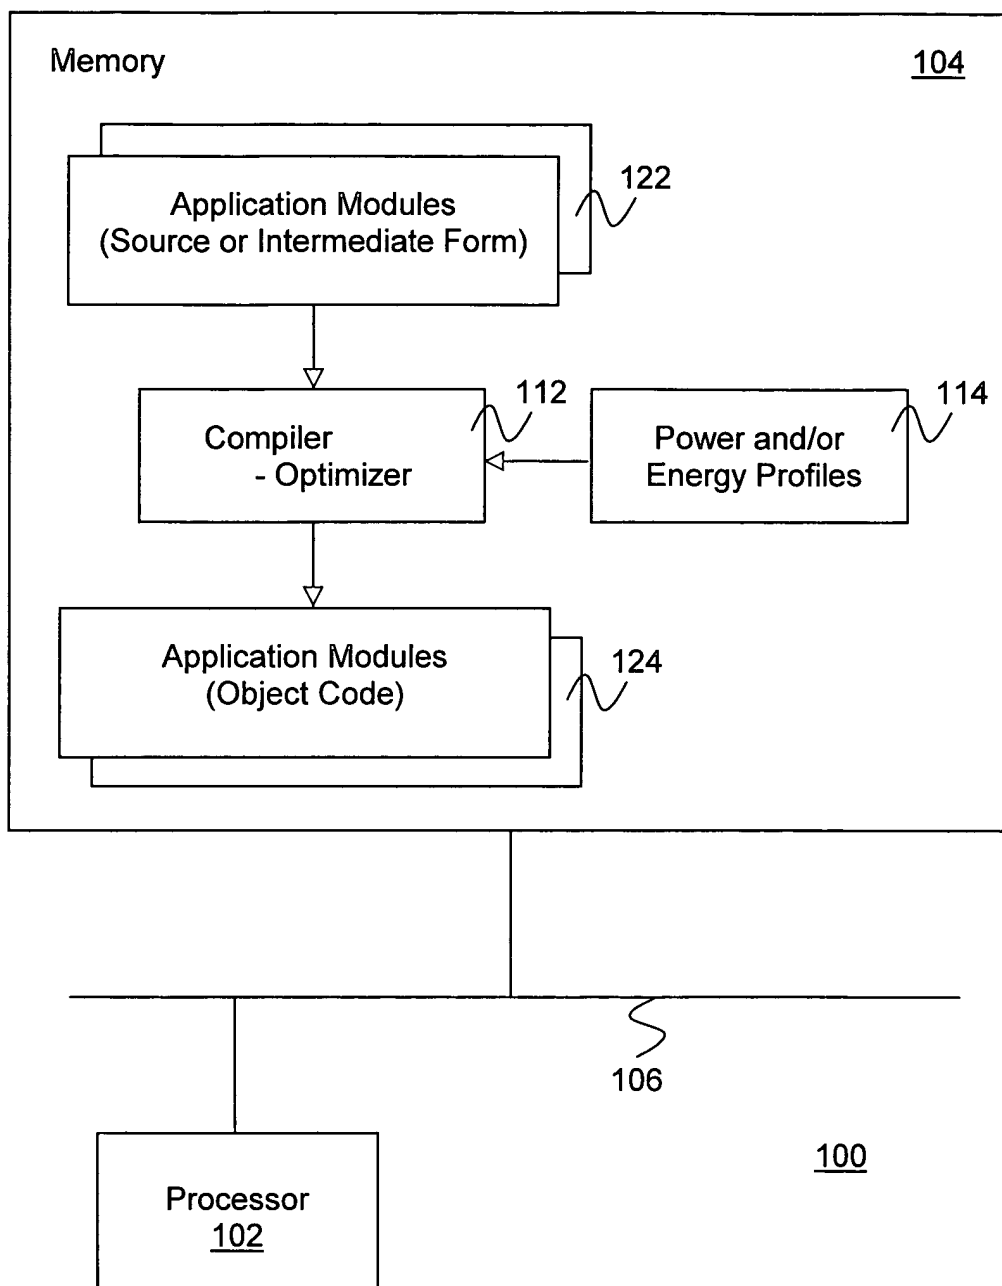 Memory
104
Application Modules
(Source or Intermediate Form)
122
Compiler
- Optimizer
112
Power and/or
Energy Profiles
114
Application Modules
(Object Code)
124
106
100
Processor
102